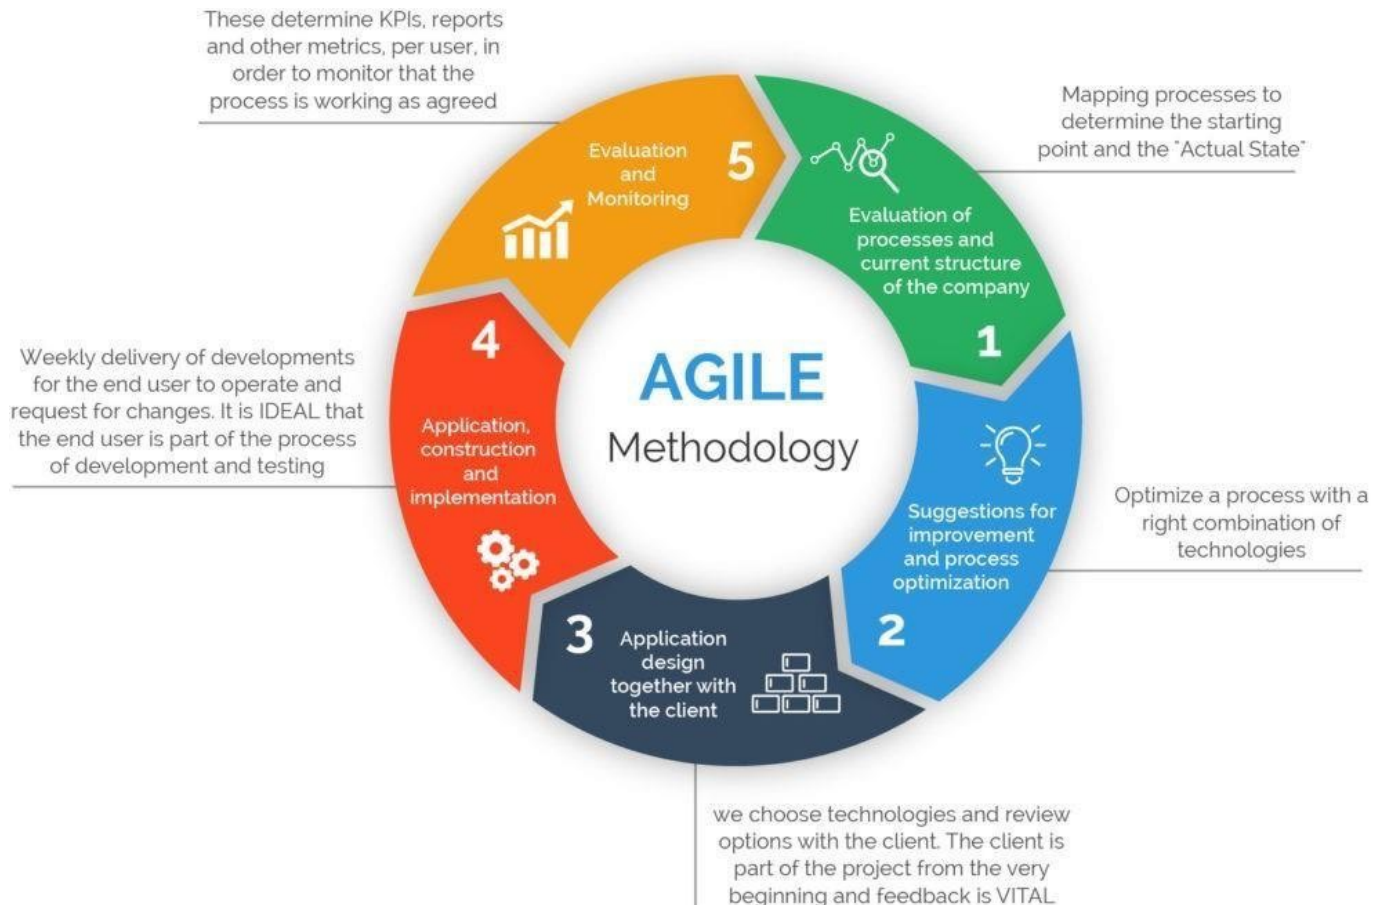 These determine KPIs, reports
and other metrics, per user, in
order to monitor that the
process is working as agreed
Mapping processes to
determine the starting
point and the "Actual State"
Evaluation
and
Monitoring
5
Evaluation of
processes and
current structure
of the company
1
4
Application,
construction
and
implementation
Weekly delivery of developments
for the end user to operate and
request for changes. It is IDEAL that
the end user is part of the process
of development and testing
AGILE
Methodology
Suggestions for
improvement
and process
optimization
2
Optimize a process with a
right combination of
technologies
3
Application
design
together with
the client
we choose technologies and review
options with the client. The client is
part of the project from the very
beginning and feedback is VITAL